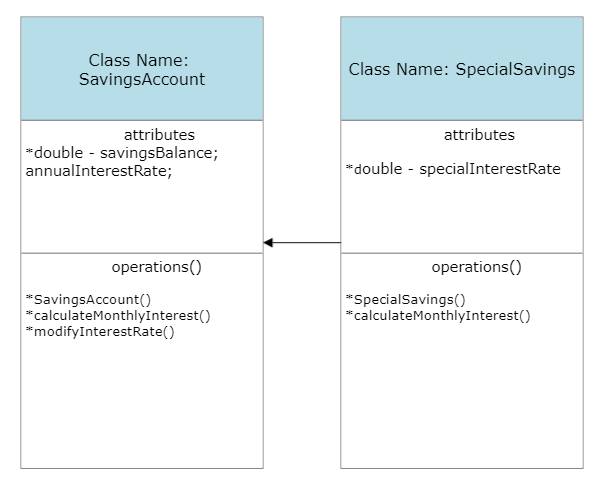 Class Name:
SavingsAccount
attributes
*double - savingsBalance;
annualInterestRate;
operations()
*SavingsAccount()
*calculateMonthlyInterest()
*modifyInterestRate()
Class Name: SpecialSavings
attributes
*double - specialInterestRate
operations()
*SpecialSavings()
*calculateMonthlyInterest()